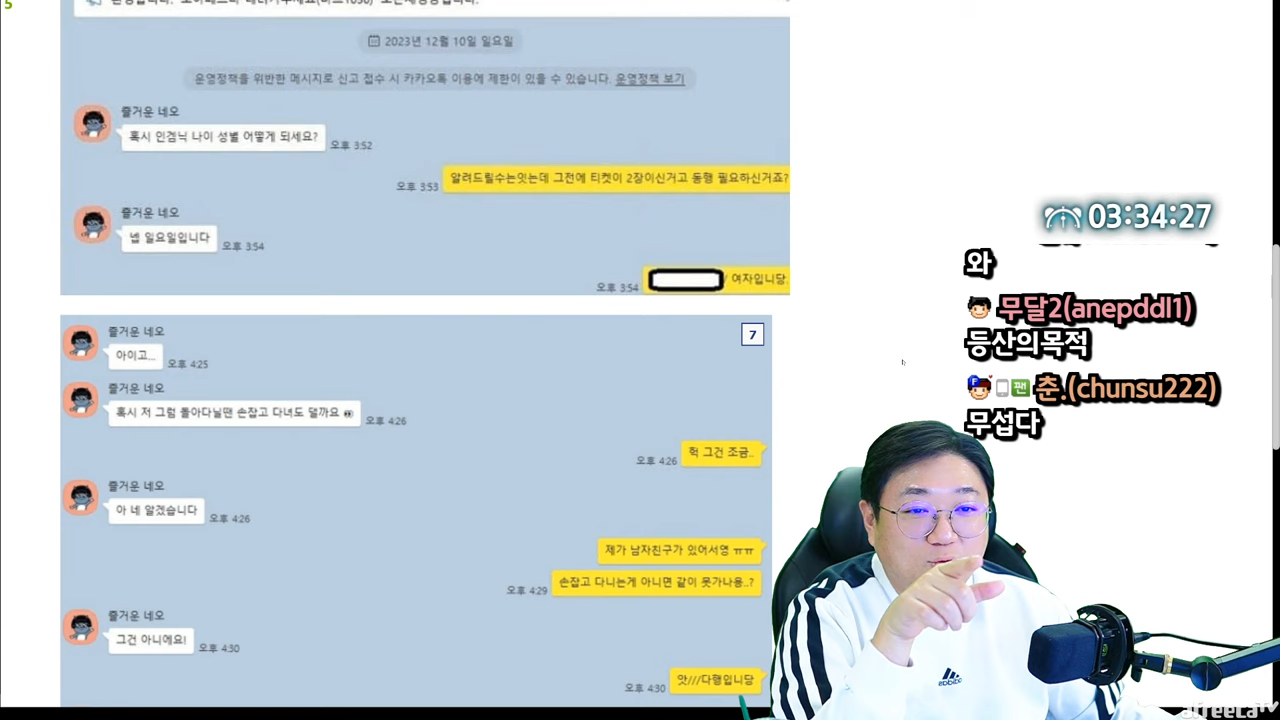 5
2023년 12월 10일 일요일
운영정책을 위반한 메시지로 신고 접수 시 카카오톡 이용에 제한이 있을 수 있습니다. 운영정책 보기
즐거운 네오
혹시 인겜닉 나이 성별 어떻게 되세요?
오후 3:52
알려드릴수는잇는데 그전에 티켓이 2장이신거고 동행 필요하신거죠?
오후 3:53
즐거운 네오
넵 일요일입니다
오후 3:54
/ 여자입니당.
오후 3:54
7
즐거운 네오
아이고...
오후 4:25
즐거운 네오
혹시 저 그럼 돌아다닐땐 손잡고 다녀도 댈까요
오후 4:26
헉 그건 조금..
오후 4:26
즐거운 네오
아 네 알겠습니다
오후 4:26
제가 남자친구가 있어서영 ㅠㅠ
손잡고 다니는게 아니면 같이 못가나용..?
오후 4:29
즐거운 네오
그건 아니에요!
오후 4:30
앗///다행입니당
오후 4:30
03:34:27
와
무달2(anepddl1)
등산의목적
팬 춘.(chunsu222)
무섭다
adidas
afreecaTV